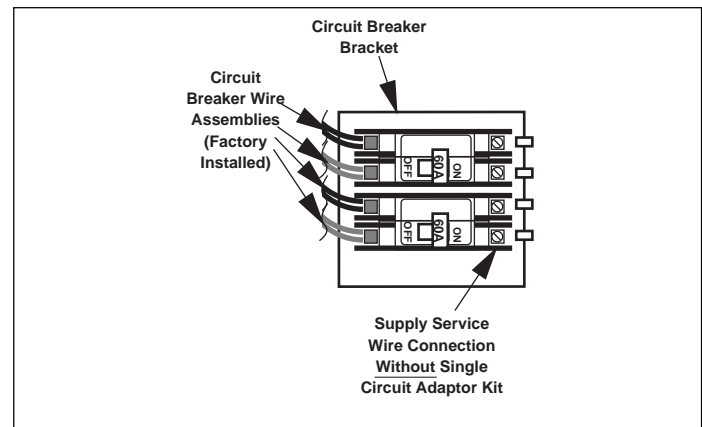 Circuit Breaker
Bracket
Circuit
Breaker Wire
Assemblies
(Factory
Installed)
OFF
60A
ON
OFF
60A
ON
Supply Service
Wire Connection
Without Single
Circuit Adaptor Kit